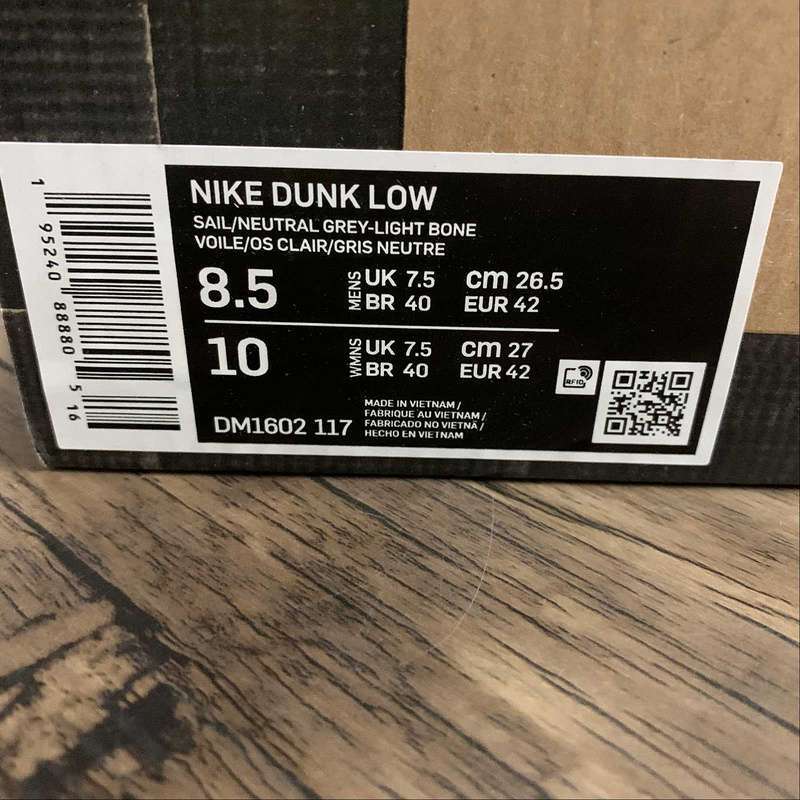 NIKE DUNK LOW
SAIL/NEUTRAL GREY-LIGHT BONE
VOILE/OS CLAIR/GRIS NEUTRE
8.5 MENS UK 7.5 cm 26.5
BR 40 EUR 42
10 WMNS UK 7.5 cm 27
BR 40 EUR 42
RFID
DM1602 117
MADE IN VIETNAM /
FABRIQUE AU VIETNAM /
FABRICADO NO VIETNÃ /
HECHO EN VIETNAM
1 95240 88880 5 16